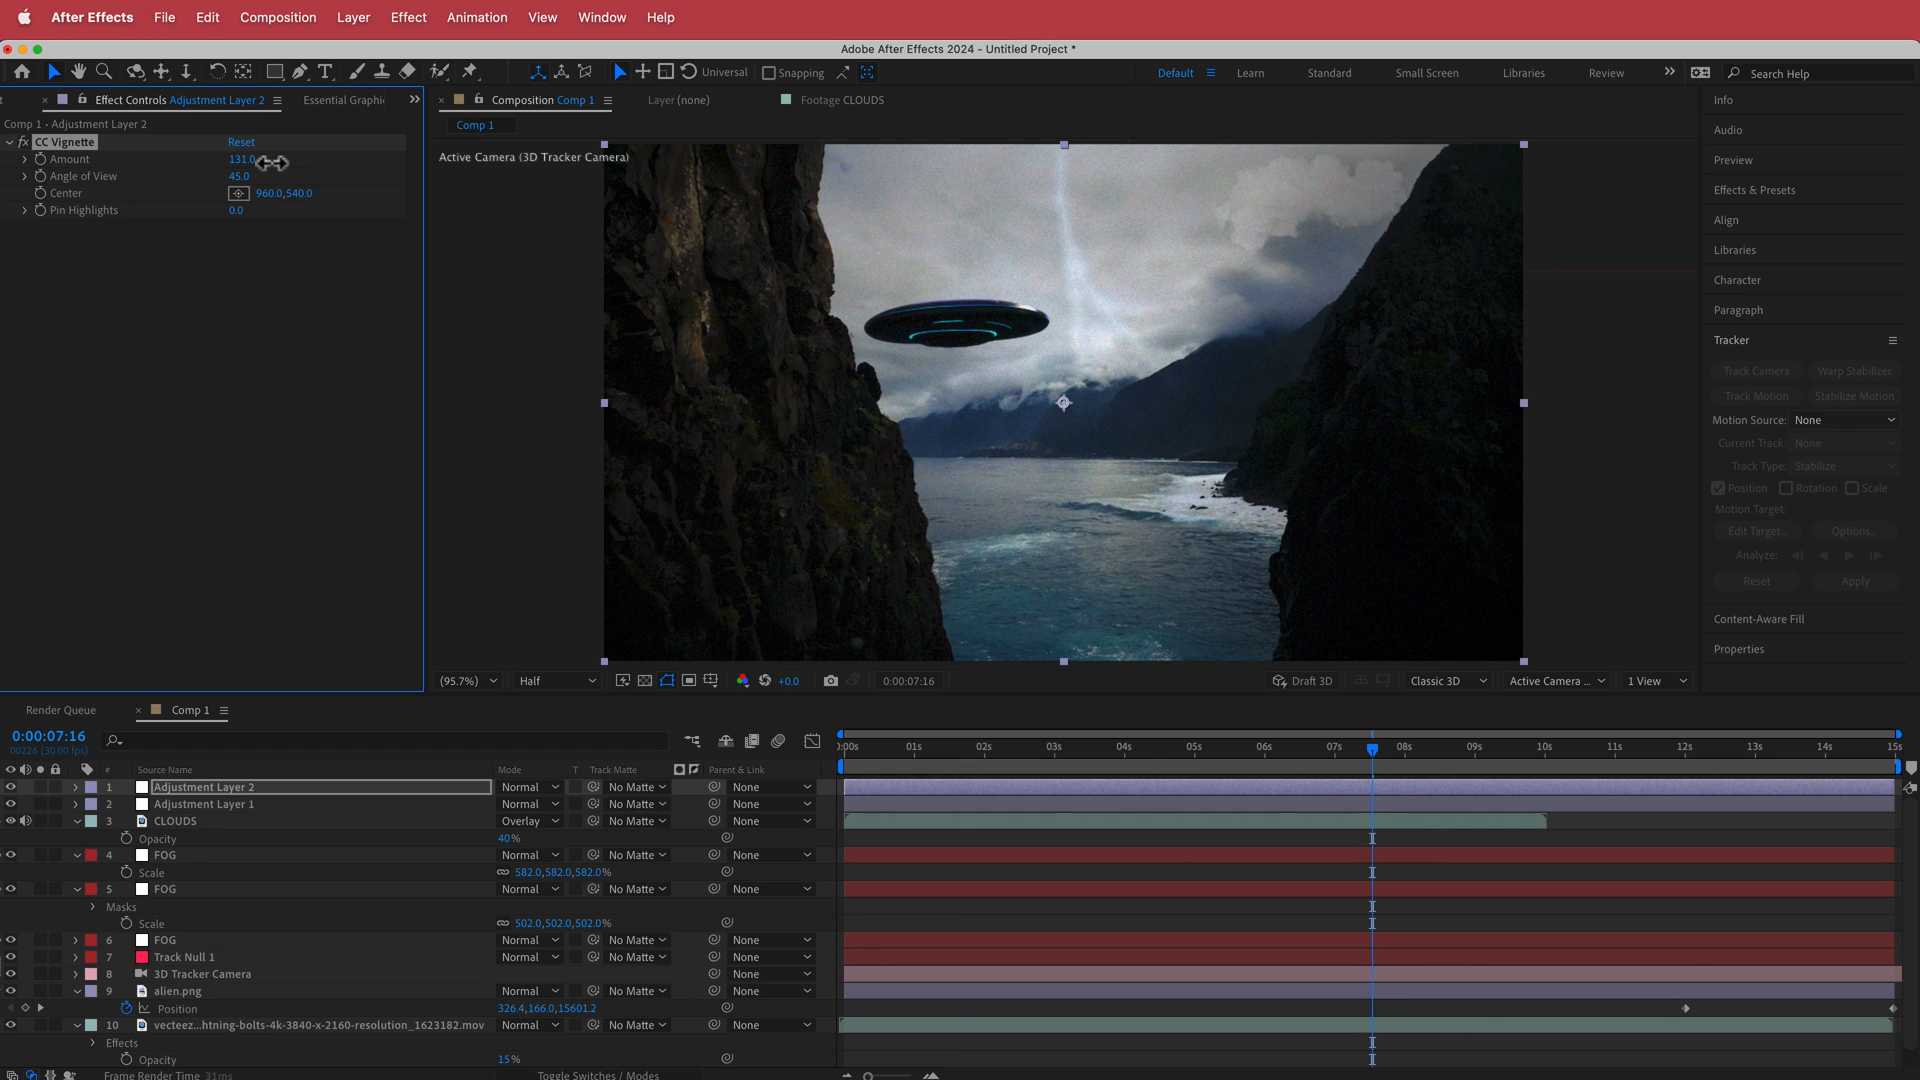 After Effects File Edit Composition Layer Effect Animation View Window Help
Adobe After Effects 2024 - Untitled Project *
Universal Snapping Default Learn Standard Small Screen Libraries Review Search Help
Effect Controls Adjustment Layer 2 Essential Graphi
Composition Comp 1 Layer (none) Footage CLOUDS
Comp 1 • Adjustment Layer 2
Comp 1
fx CC Vignette Reset
Amount 131.0
Angle of View 45.0
Center 960.0,540.0
Pin Highlights 0.0
Active Camera (3D Tracker Camera)
Info
Audio
Preview
Effects & Presets
Align
Libraries
Character
Paragraph
Tracker
Track Camera Warp Stabilizer
Track Motion Stabilize Motion
Motion Source: None
Current Track: None
Track Type: Stabilize
Position Rotation Scale
Motion Target:
Edit Target... Options...
Analyze:
Reset Apply
Content-Aware Fill
Properties
(95.7%) Half +0.0 0:00:07:16 Draft 3D Classic 3D Active Camera ... 1 View
Render Queue Comp 1
0:00:07:16
00226 (30.00 fps)
:00s 01s 02s 03s 04s 05s 06s 07s 08s 09s 10s 11s 12s 13s 14s 15s
# Source Name Mode T Track Matte Parent & Link
1 Adjustment Layer 2 Normal No Matte None
2 Adjustment Layer 1 Normal No Matte None
3 CLOUDS Overlay No Matte None
Opacity 40%
4 FOG Normal No Matte None
Scale 582.0,582.0,582.0%
5 FOG Normal No Matte None
Masks
Scale 502.0,502.0,502.0%
6 FOG Normal No Matte None
7 Track Null 1 Normal No Matte None
8 3D Tracker Camera None
9 alien.png Normal No Matte None
Position 326.4,166.0,15601.2
10 vecteez...htning-bolts-4k-3840-x-2160-resolution_1623182.mov Normal No Matte None
Effects
Opacity 15%
Frame Render Time 31ms Toggle Switches / Modes